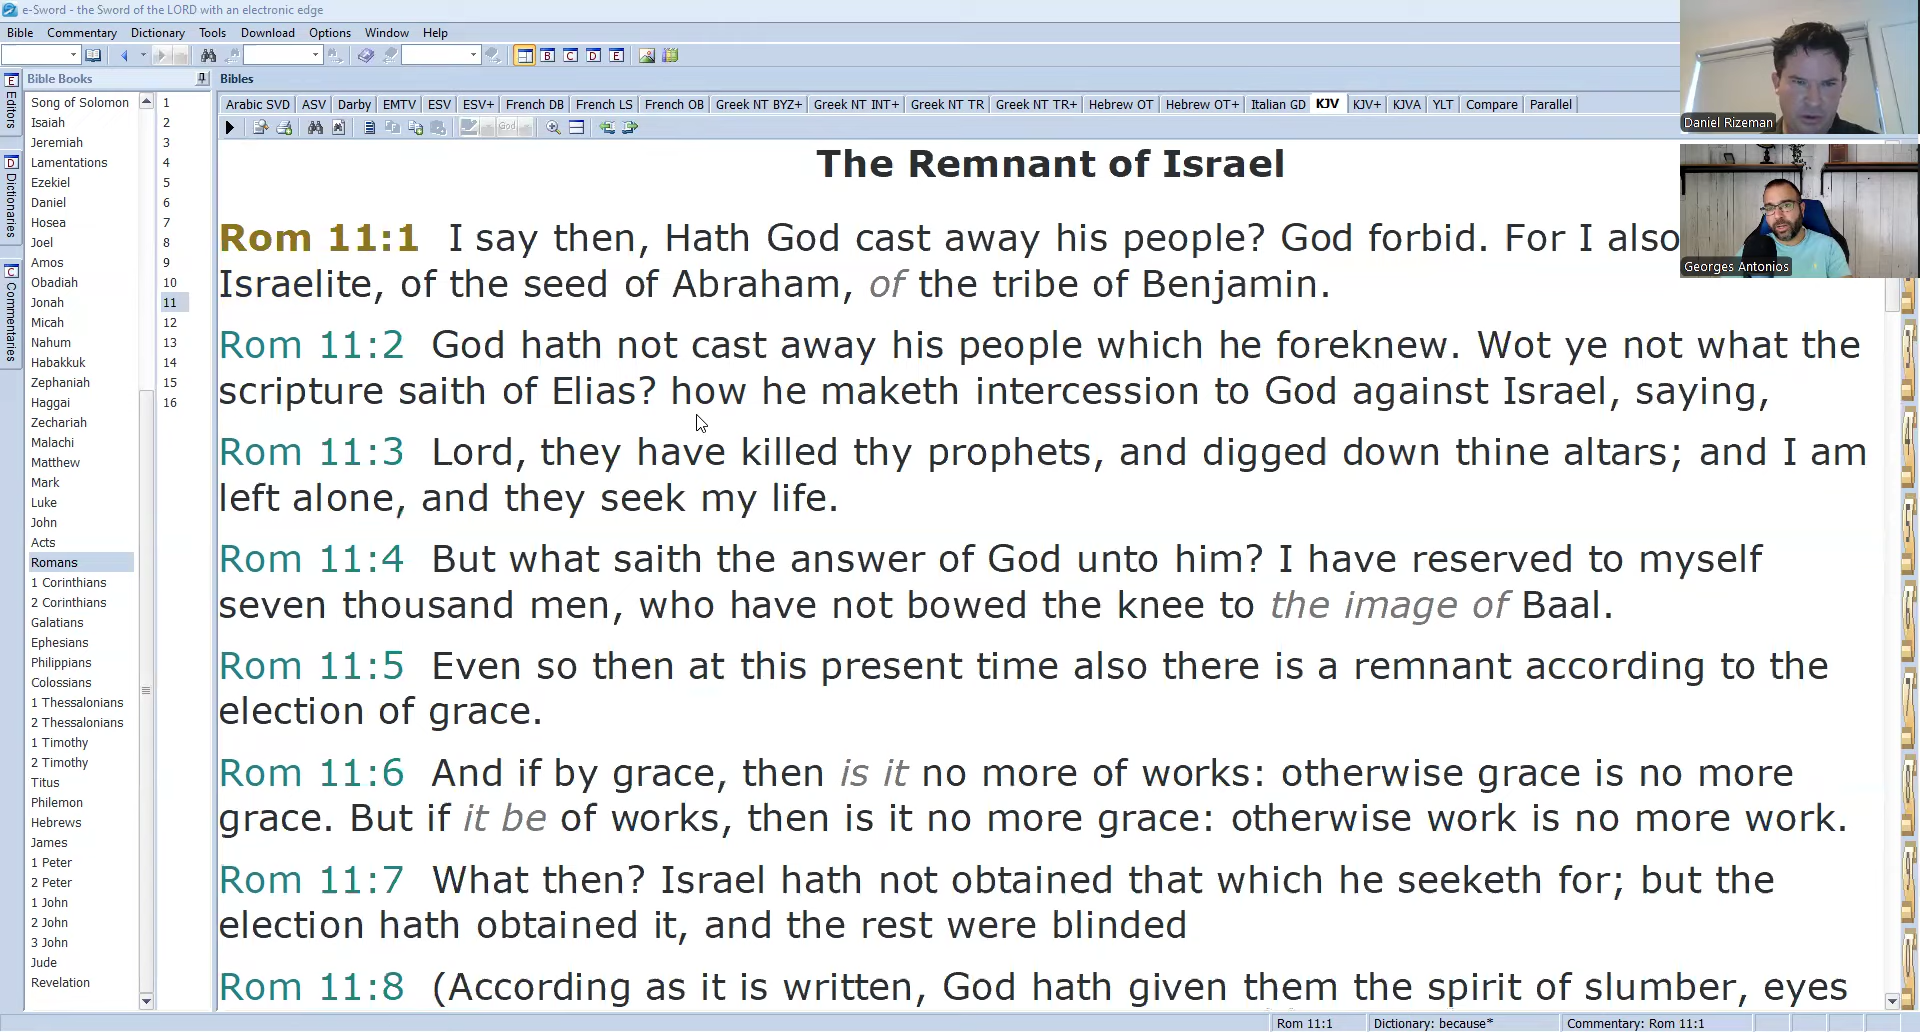 e-Sword - the Sword of the LORD with an electronic edge
Bible Commentary Dictionary Tools Download Options Window Help
B C D E
Bible Books
Bibles
Editors
Dictionaries
Commentaries
Arabic SVD ASV Darby EMTV ESV ESV+ French DB French LS French OB Greek NT BYZ+ Greek NT INT+ Greek NT TR Greek NT TR+ Hebrew OT Hebrew OT+ Italian GD KJV KJV+ KJVA YLT Compare Parallel
God
Song of Solomon 1
Isaiah 2
Jeremiah 3
Lamentations 4
Ezekiel 5
Daniel 6
Hosea 7
Joel 8
Amos 9
Obadiah 10
Jonah 11
Micah 12
Nahum 13
Habakkuk 14
Zephaniah 15
Haggai 16
Zechariah
Malachi
Matthew
Mark
Luke
John
Acts
Romans
1 Corinthians
2 Corinthians
Galatians
Ephesians
Philippians
Colossians
1 Thessalonians
2 Thessalonians
1 Timothy
2 Timothy
Titus
Philemon
Hebrews
James
1 Peter
2 Peter
1 John
2 John
3 John
Jude
Revelation
The Remnant of Israel
Rom 11:1 I say then, Hath God cast away his people? God forbid. For I also
Israelite, of the seed of Abraham, of the tribe of Benjamin.
Rom 11:2 God hath not cast away his people which he foreknew. Wot ye not what the
scripture saith of Elias? how he maketh intercession to God against Israel, saying,
Rom 11:3 Lord, they have killed thy prophets, and digged down thine altars; and I am
left alone, and they seek my life.
Rom 11:4 But what saith the answer of God unto him? I have reserved to myself
seven thousand men, who have not bowed the knee to the image of Baal.
Rom 11:5 Even so then at this present time also there is a remnant according to the
election of grace.
Rom 11:6 And if by grace, then is it no more of works: otherwise grace is no more
grace. But if it be of works, then is it no more grace: otherwise work is no more work.
Rom 11:7 What then? Israel hath not obtained that which he seeketh for; but the
election hath obtained it, and the rest were blinded
Rom 11:8 (According as it is written, God hath given them the spirit of slumber, eyes
Daniel Rizeman
Georges Antonios
Rom 11:1 Dictionary: because* Commentary: Rom 11:1